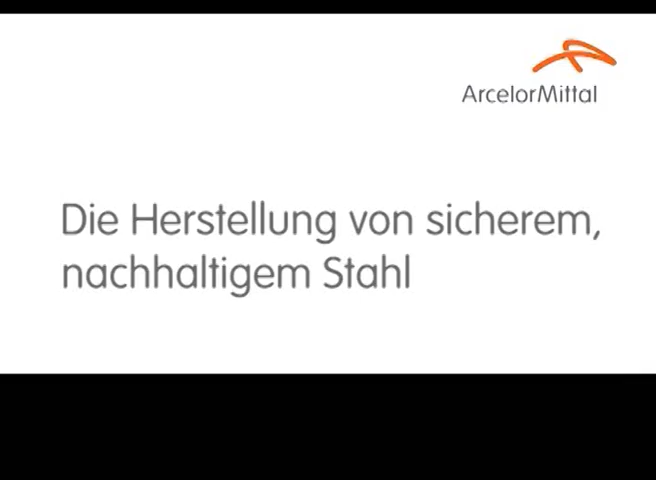 ArcelorMittal
Die Herstellung von sicherem,
nachhaltigem Stahl